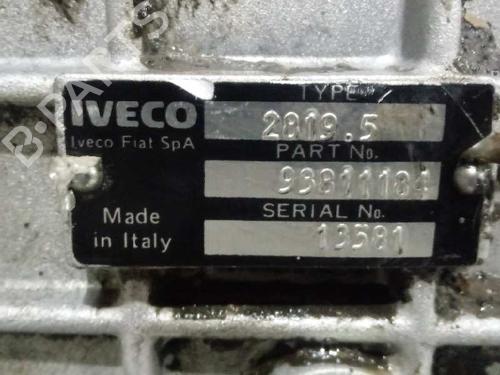 B-PARTS
TYPE
IVECO
2819.5
Iveco Fiat SpA
PART No.
93811184
SERIAL No.
Made
in Italy
13581